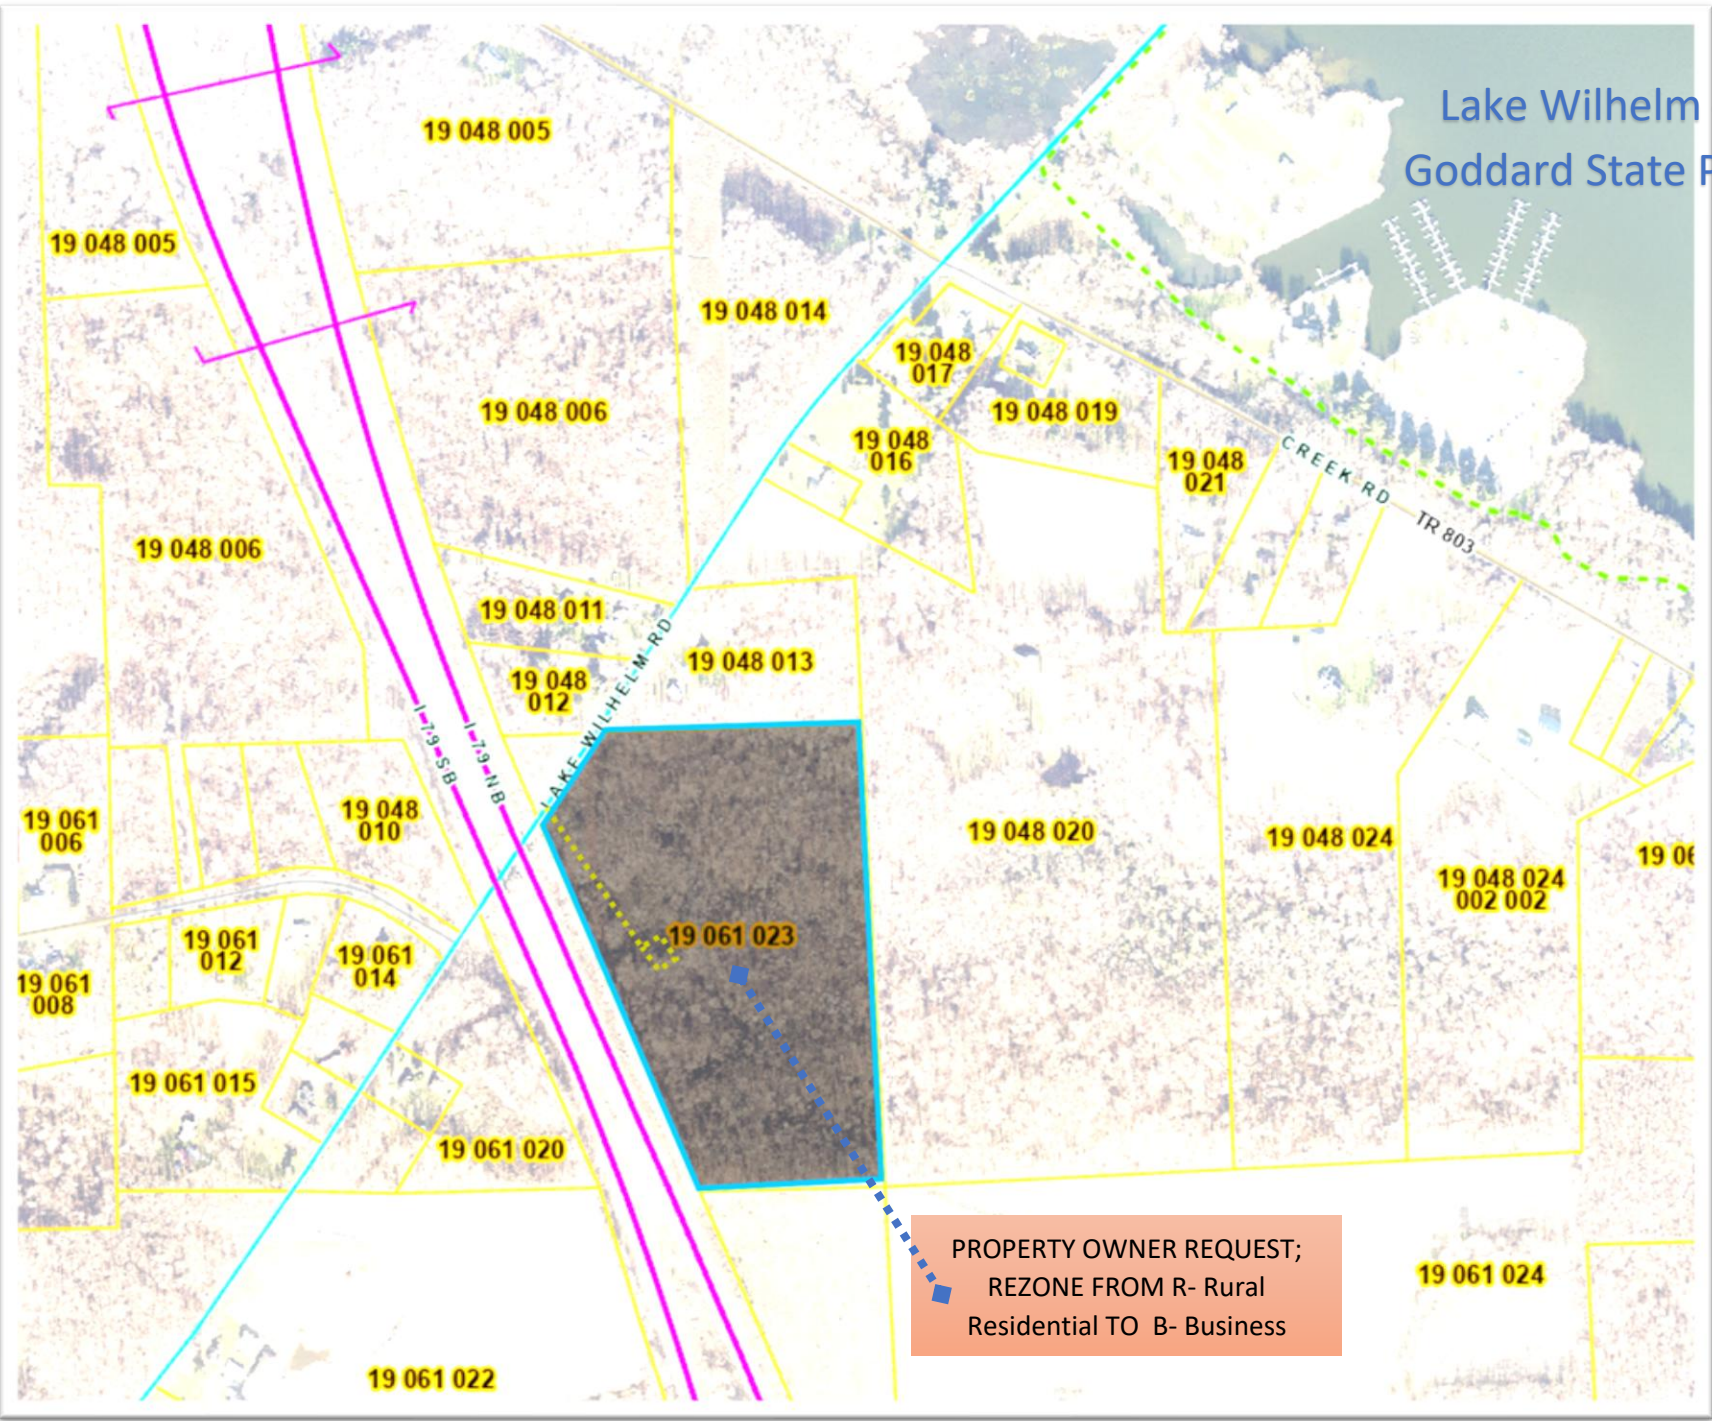 Lake Wilhelm
Goddard State P
19 048 005
19 048 005
19 048 014
19 048
017
19 048 006
19 048 019
19 048
016
19 048
021
CREEK RD
TR 803
19 048 006
19 048 011
LAKE WILHELM RD
19 048 013
19 048
012
I-79 SB
I-79 NB
19 061
006
19 048
010
19 048 020
19 048 024
19 06
19 048 024
002 002
19 061
012
19 061
014
19 061 023
19 061
008
19 061 015
19 061 020
PROPERTY OWNER REQUEST;
REZONE FROM R- Rural
Residential TO B- Business
19 061 024
19 061 022